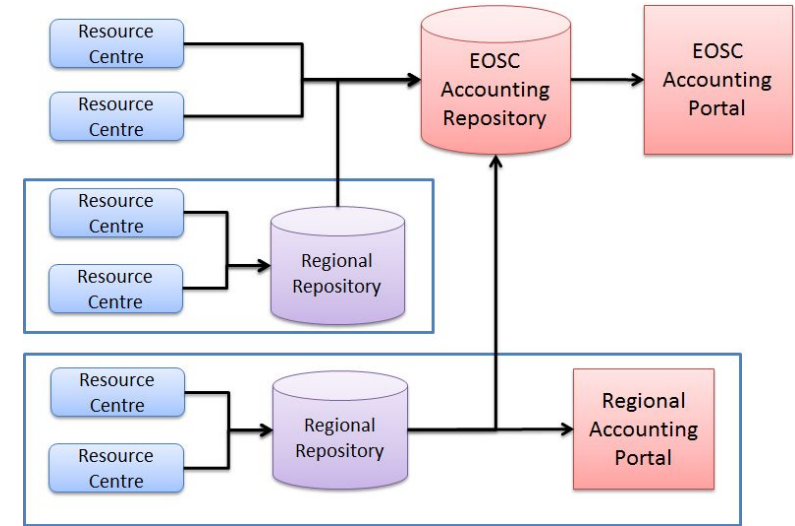 Resource
Centre
Resource
Centre
EOSC
Accounting
Repository
EOSC
Accounting
Portal
Resource
Centre
Resource
Centre
Regional
Repository
Resource
Centre
Resource
Centre
Regional
Repository
Regional
Accounting
Portal